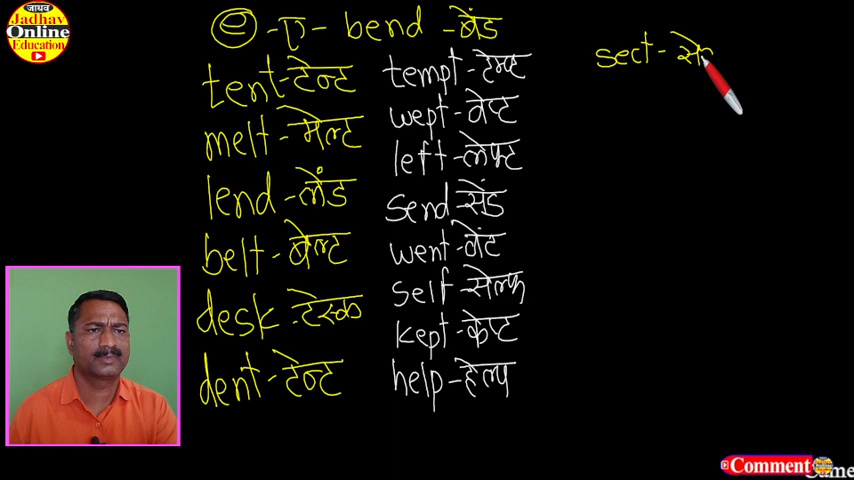 जाधव
Jadhav
Online
Education
e - ए - bend - बेंड
tent - टेन्ट
melt - मेल्ट
lend - लेंड
belt - बेल्ट
desk - टेस्क
dent - टेन्ट
tempt - टेम्प्ट
wept - वेप्ट
left - लेफ्ट
send - सेंड
went - वेंट
self - सेल्फ
kept - केप्ट
help - हेल्प
sect - से
Comment